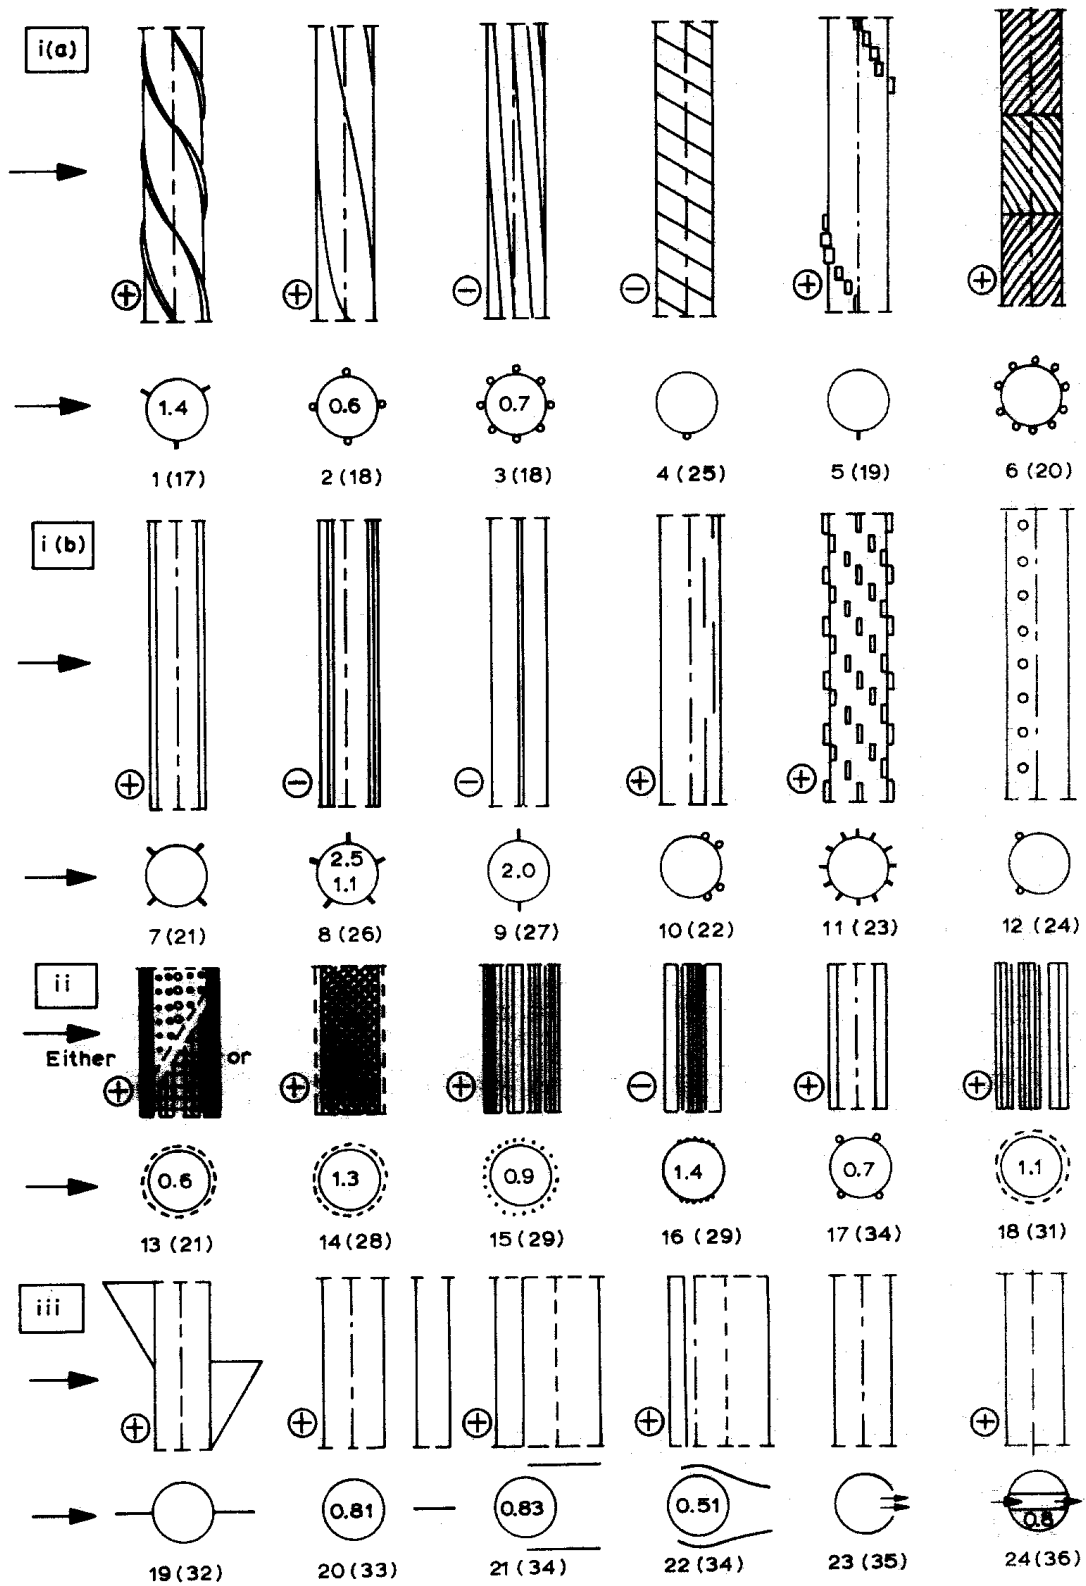 i(a)
+ + − − + +
1.4 0.6 0.7
1 (17) 2 (18) 3 (18) 4 (25) 5 (19) 6 (20)
i (b)
+ − − + +
2.5
1.1 2.0
7 (21) 8 (26) 9 (27) 10 (22) 11 (23) 12 (24)
ii
Either or
+ + + − + +
0.6 1.3 0.9 1.4 0.7 1.1
13 (21) 14 (28) 15 (29) 16 (29) 17 (34) 18 (31)
iii
+ + + + +
0.81 0.83 0.51 0.8
19 (32) 20 (33) 21 (34) 22 (34) 23 (35) 24 (36)